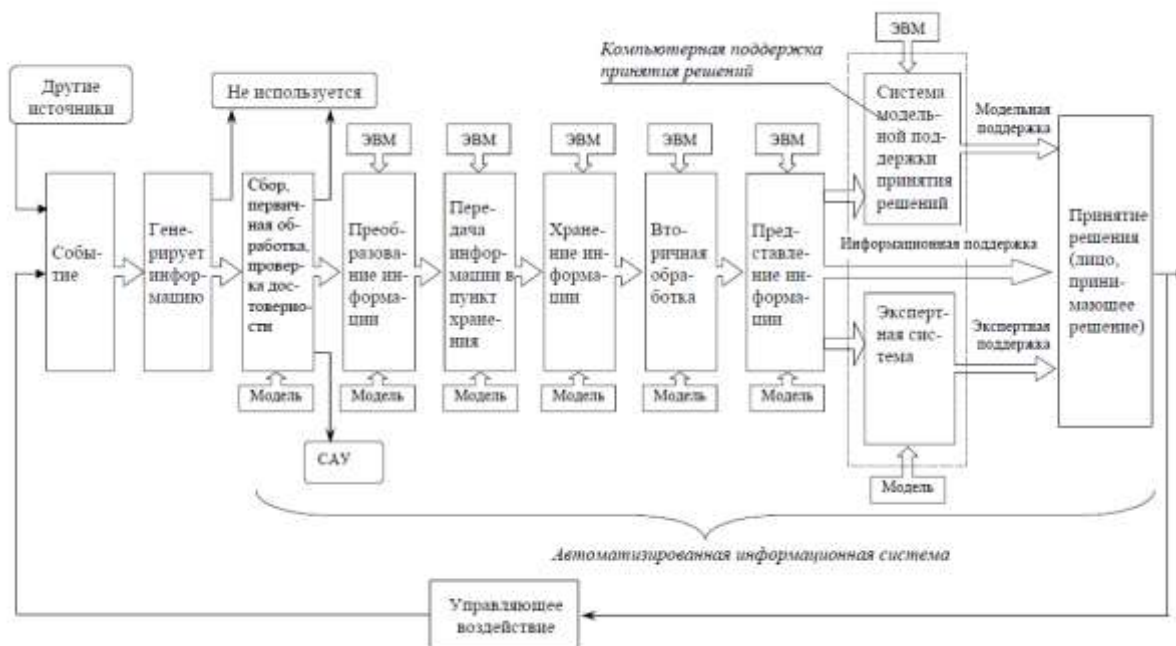 ЭВМ
Компьютерная поддержка
принятия решений
Другие
источники
Не используется
Система
модель-
ной под-
держки
принятия
решений
Модельная
поддержка
ЭВМ
ЭВМ
ЭВМ
ЭВМ
ЭВМ
Собы-
тие
Гене-
рирует
инфор-
мацию
Сбор,
первич-
ная об-
работка,
провер-
ка дос-
товерно-
сти
Преоб-
разова-
ние ин-
форма-
ции
Пере-
дача
инфор-
мации в
пункт
хране-
ния
Хране-
ние ин-
форма-
ции
Вто-
ричная
обра-
ботка
Пред-
ставле-
ние ин-
форма-
ции
Информационная поддержка
Принятие
решения
(лицо,
прини-
мающее
решение)
Эксперт-
ная сис-
тема
Экспертная
поддержка
Модель
Модель
Модель
Модель
Модель
Модель
САУ
Модель
Автоматизированная информационная система
Управляющее
воздействие